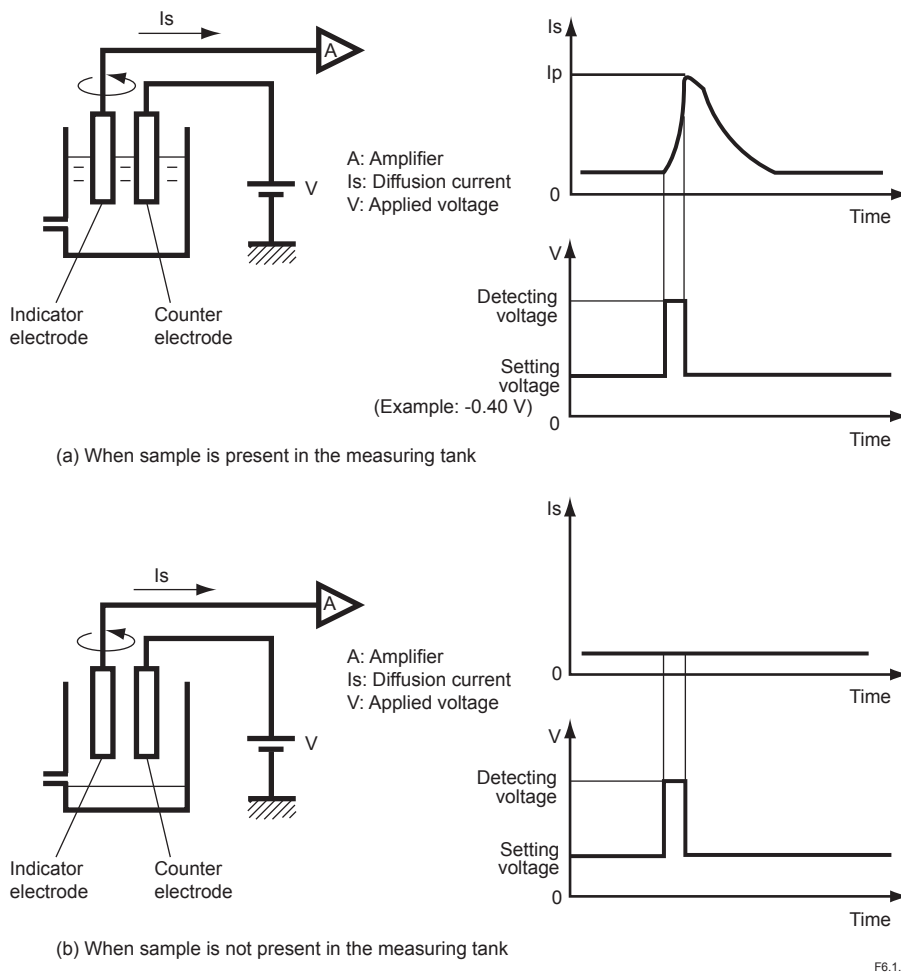 Is
A
V
A: Amplifier
Is: Diffusion current
V: Applied voltage
Indicator
electrode
Counter
electrode
Is
Ip
0
Time
V
Detecting
voltage
Setting
voltage
(Example: -0.40 V)
0
Time
(a) When sample is present in the measuring tank
Is
A
V
A: Amplifier
Is: Diffusion current
V: Applied voltage
Indicator
electrode
Counter
electrode
Is
0
Time
V
Detecting
voltage
Setting
voltage
0
Time
(b) When sample is not present in the measuring tank
F6.1.